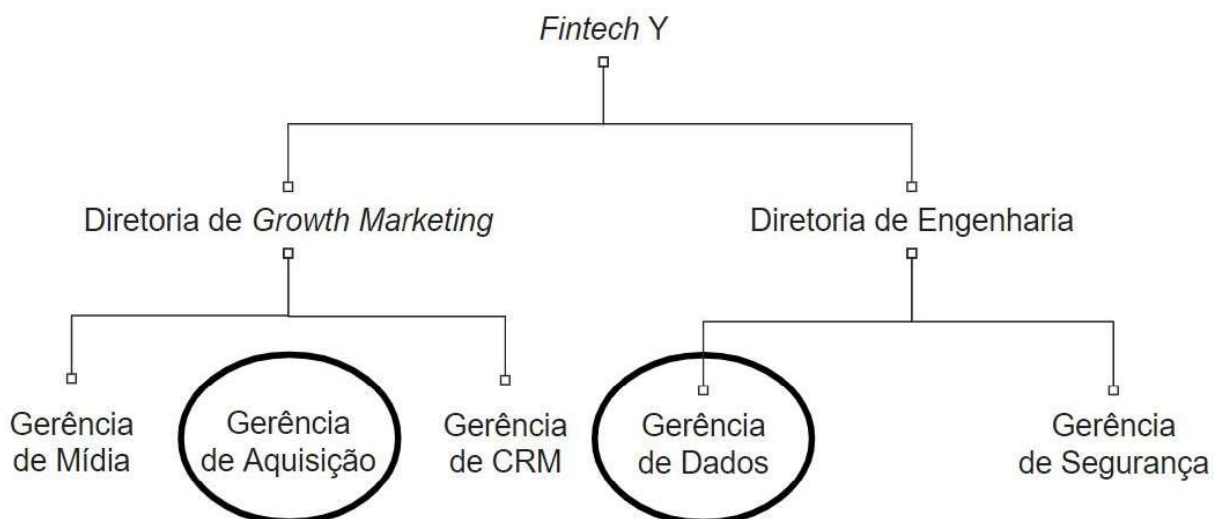 Fintech Y
Diretoria de Growth Marketing
Diretoria de Engenharia
Gerência
de Mídia
Gerência
de Aquisição
Gerência
de CRM
Gerência
de Dados
Gerência
de Segurança